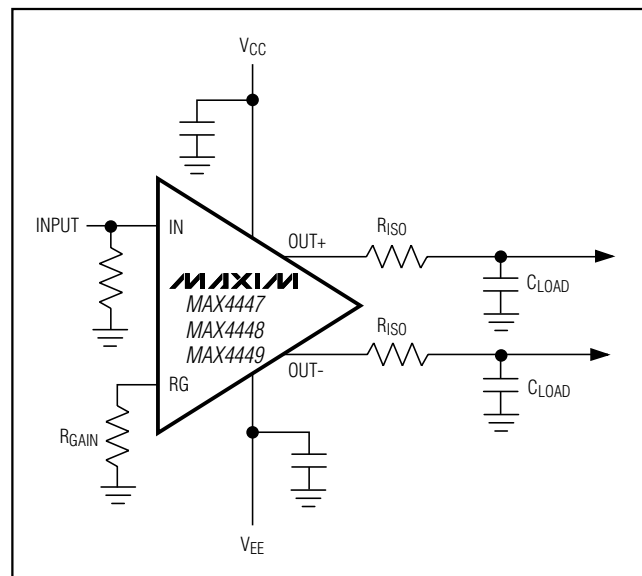 VCC
INPUT
IN
OUT+
RISO
CLOAD
MAXIM
MAX4447
MAX4448
MAX4449
RISO
OUT-
CLOAD
RG
RGAIN
VEE